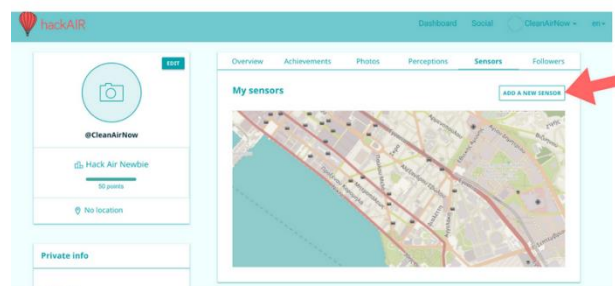 hackAIR
Dashboard Social CleanAirNow en
EDIT
@CleanAirNow
Hack Air Newbie
50 points
No location
Private info
Overview Achievements Photos Perceptions Sensors Followers
My sensors
ADD A NEW SENSOR